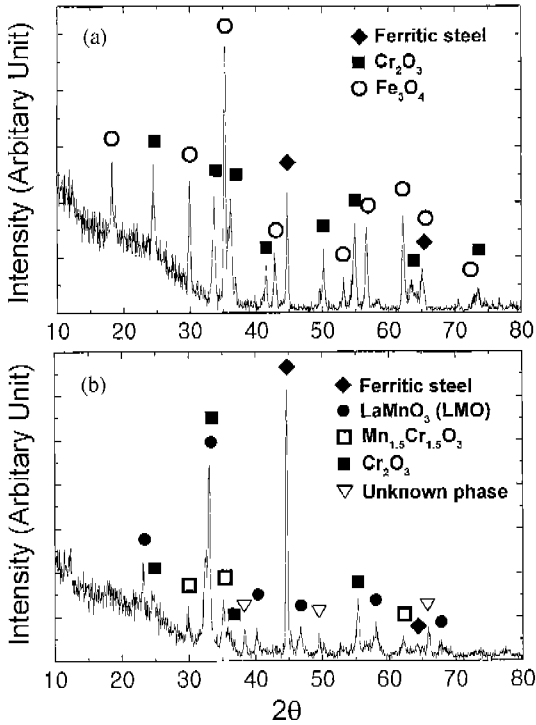 (a)
Ferritic steel
Cr2O3
Fe3O4
Intensity (Arbitary Unit)
10 20 30 40 50 60 70 80
(b)
Ferritic steel
LaMnO3 (LMO)
Mn1.5Cr1.5O3
Cr2O3
Unknown phase
Intensity (Arbitary Unit)
10 20 30 40 50 60 70 80
2θ